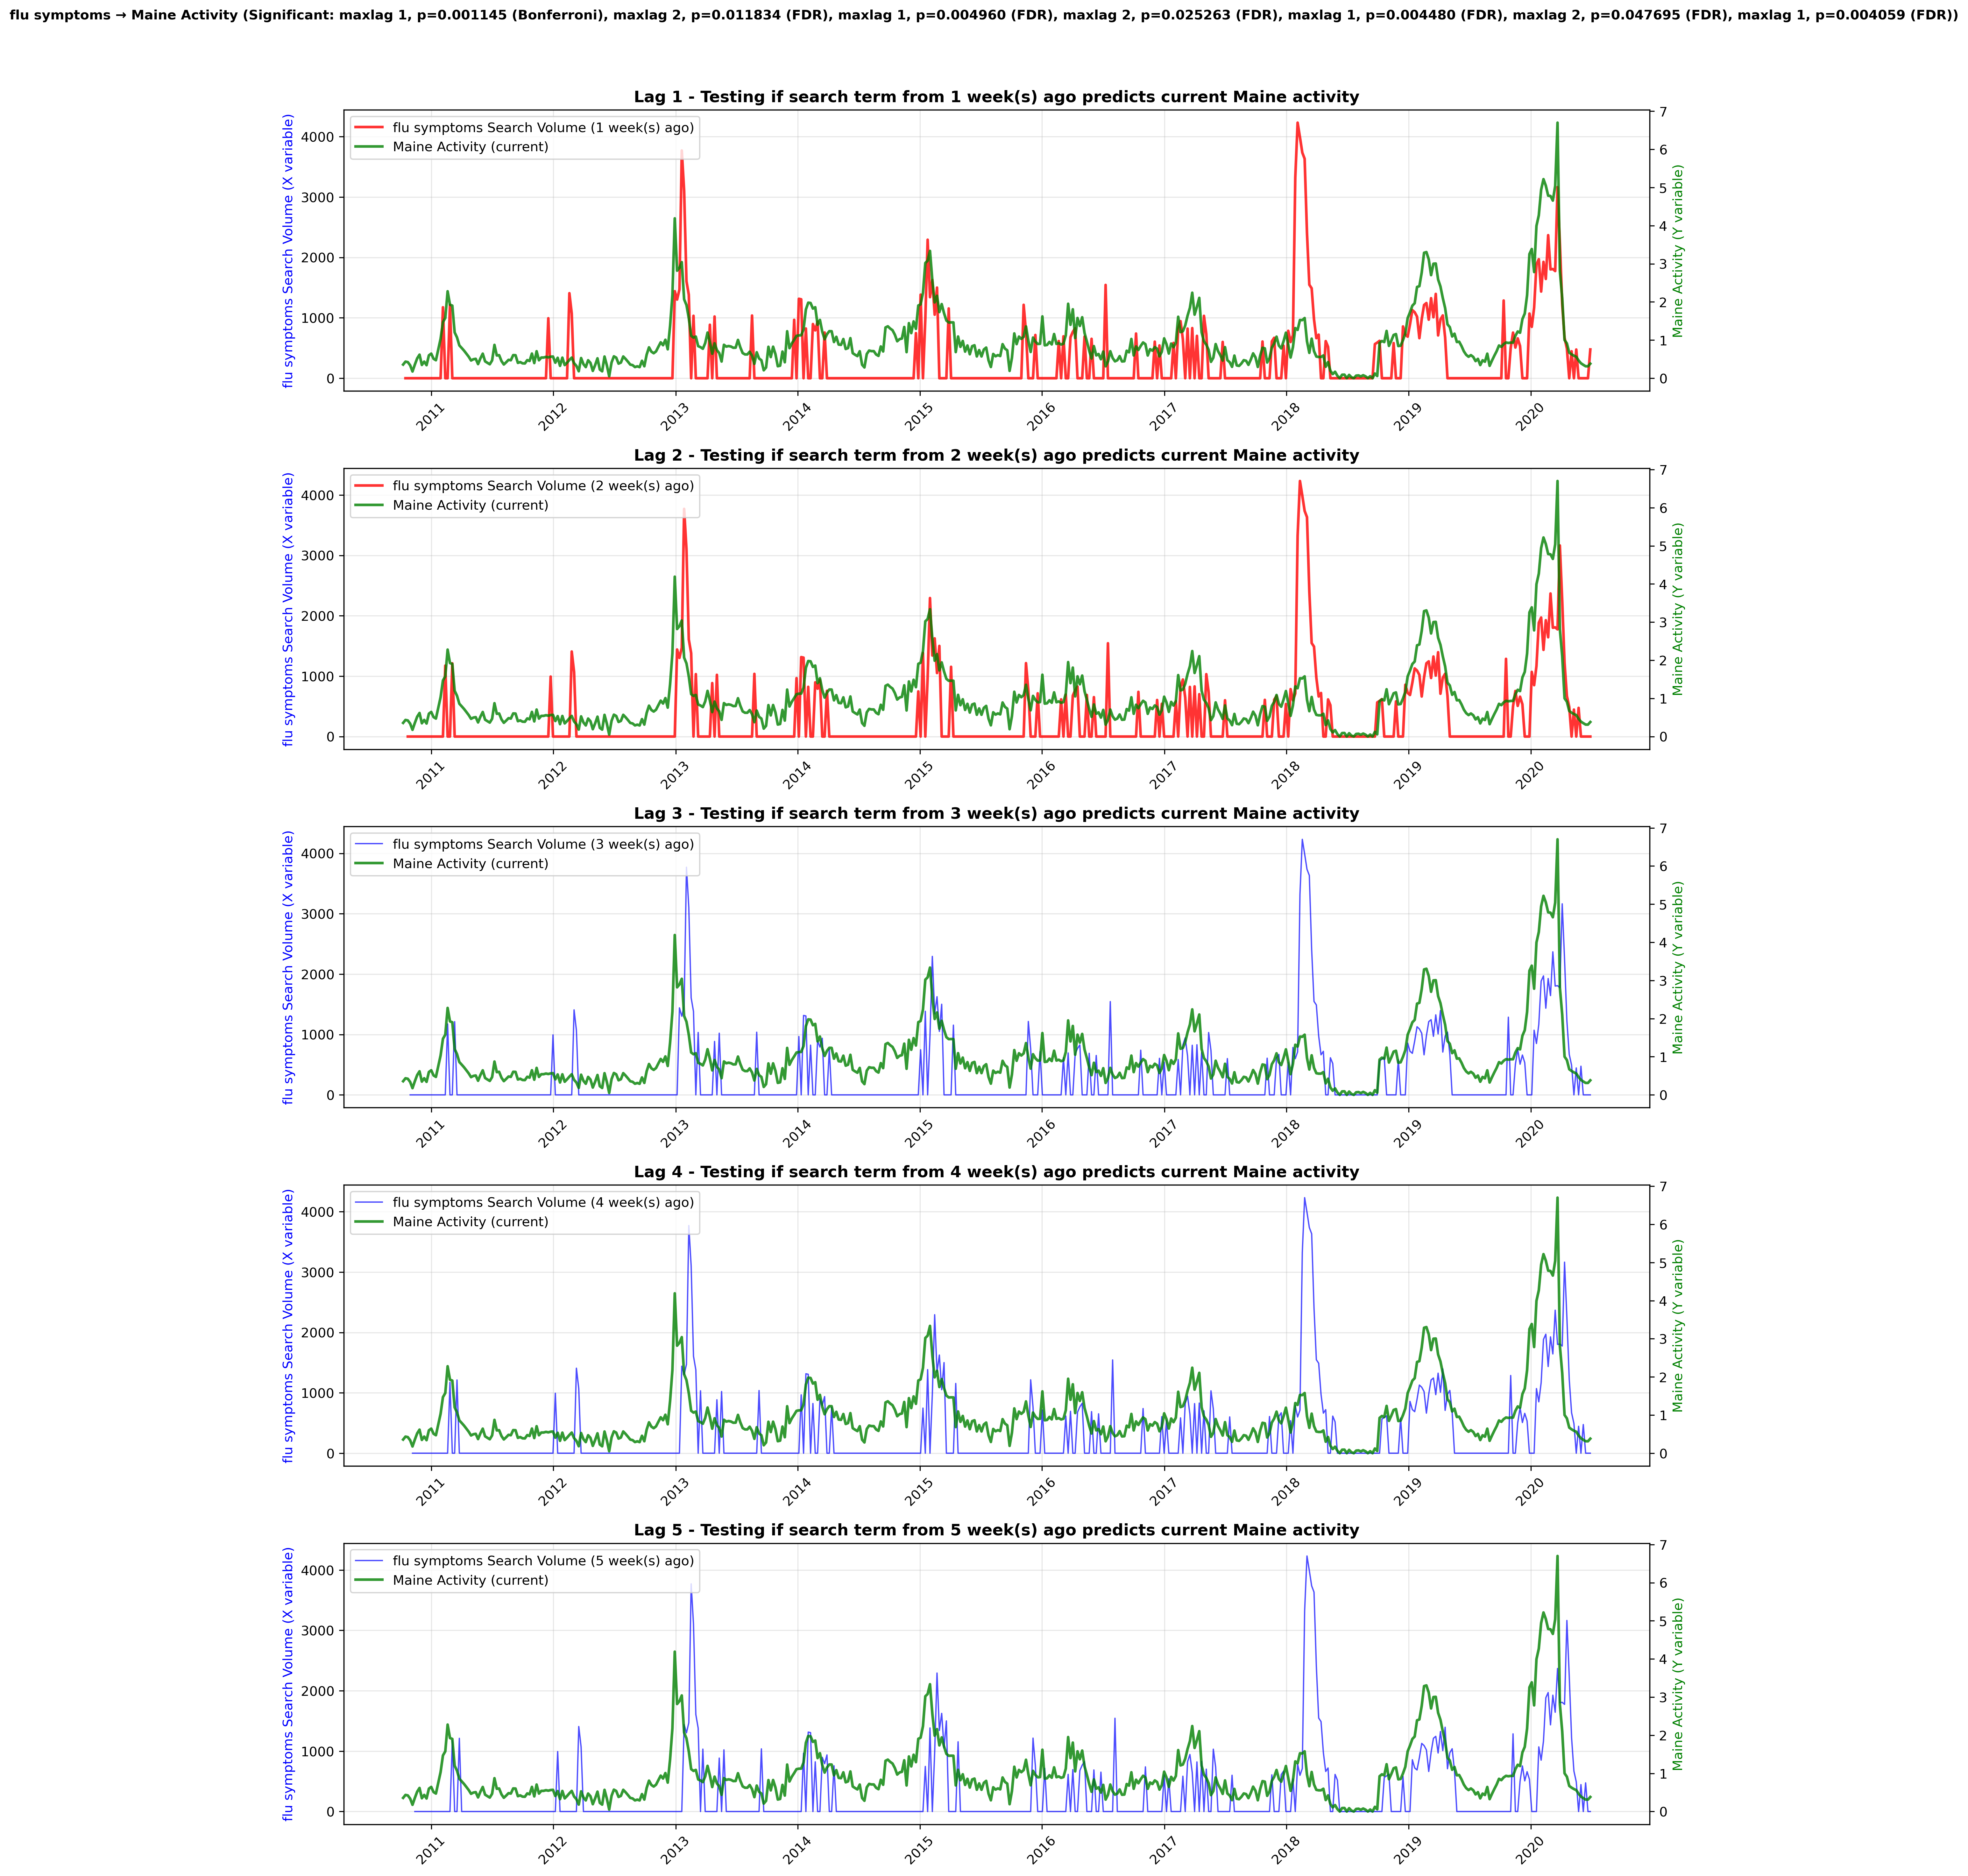 flu symptoms → Maine Activity (Significant: maxlag 1, p=0.001145 (Bonferroni), maxlag 2, p=0.011834 (FDR), maxlag 1, p=0.004960 (FDR), maxlag 2, p=0.025263 (FDR), maxlag 1, p=0.004480 (FDR), maxlag 2, p=0.047695 (FDR), maxlag 1, p=0.004059 (FDR))
Lag 1 - Testing if search term from 1 week(s) ago predicts current Maine activity
flu symptoms Search Volume (X variable)
4000
3000
2000
1000
0
flu symptoms Search Volume (1 week(s) ago)
Maine Activity (current)
7
6
5
4
3
2
1
0
Maine Activity (Y variable)
2011 2012 2013 2014 2015 2016 2017 2018 2019 2020
Lag 2 - Testing if search term from 2 week(s) ago predicts current Maine activity
flu symptoms Search Volume (X variable)
4000
3000
2000
1000
0
flu symptoms Search Volume (2 week(s) ago)
Maine Activity (current)
7
6
5
4
3
2
1
0
Maine Activity (Y variable)
2011 2012 2013 2014 2015 2016 2017 2018 2019 2020
Lag 3 - Testing if search term from 3 week(s) ago predicts current Maine activity
flu symptoms Search Volume (X variable)
4000
3000
2000
1000
0
flu symptoms Search Volume (3 week(s) ago)
Maine Activity (current)
7
6
5
4
3
2
1
0
Maine Activity (Y variable)
2011 2012 2013 2014 2015 2016 2017 2018 2019 2020
Lag 4 - Testing if search term from 4 week(s) ago predicts current Maine activity
flu symptoms Search Volume (X variable)
4000
3000
2000
1000
0
flu symptoms Search Volume (4 week(s) ago)
Maine Activity (current)
7
6
5
4
3
2
1
0
Maine Activity (Y variable)
2011 2012 2013 2014 2015 2016 2017 2018 2019 2020
Lag 5 - Testing if search term from 5 week(s) ago predicts current Maine activity
flu symptoms Search Volume (X variable)
4000
3000
2000
1000
0
flu symptoms Search Volume (5 week(s) ago)
Maine Activity (current)
7
6
5
4
3
2
1
0
Maine Activity (Y variable)
2011 2012 2013 2014 2015 2016 2017 2018 2019 2020